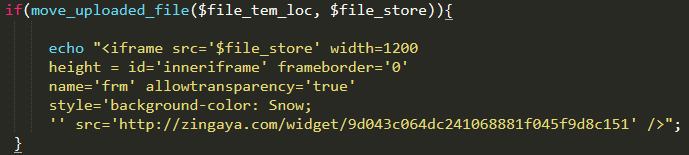 if(move_uploaded_file($file_tem_loc, $file_store)){
echo "<iframe src='$file_store' width=1200
height = id='inneriframe' frameborder='0'
name='frm' allowtransparency='true'
style='background-color: Snow;
'' src='http://zingaya.com/widget/9d043c064dc241068881f045f9d8c151' />";
}